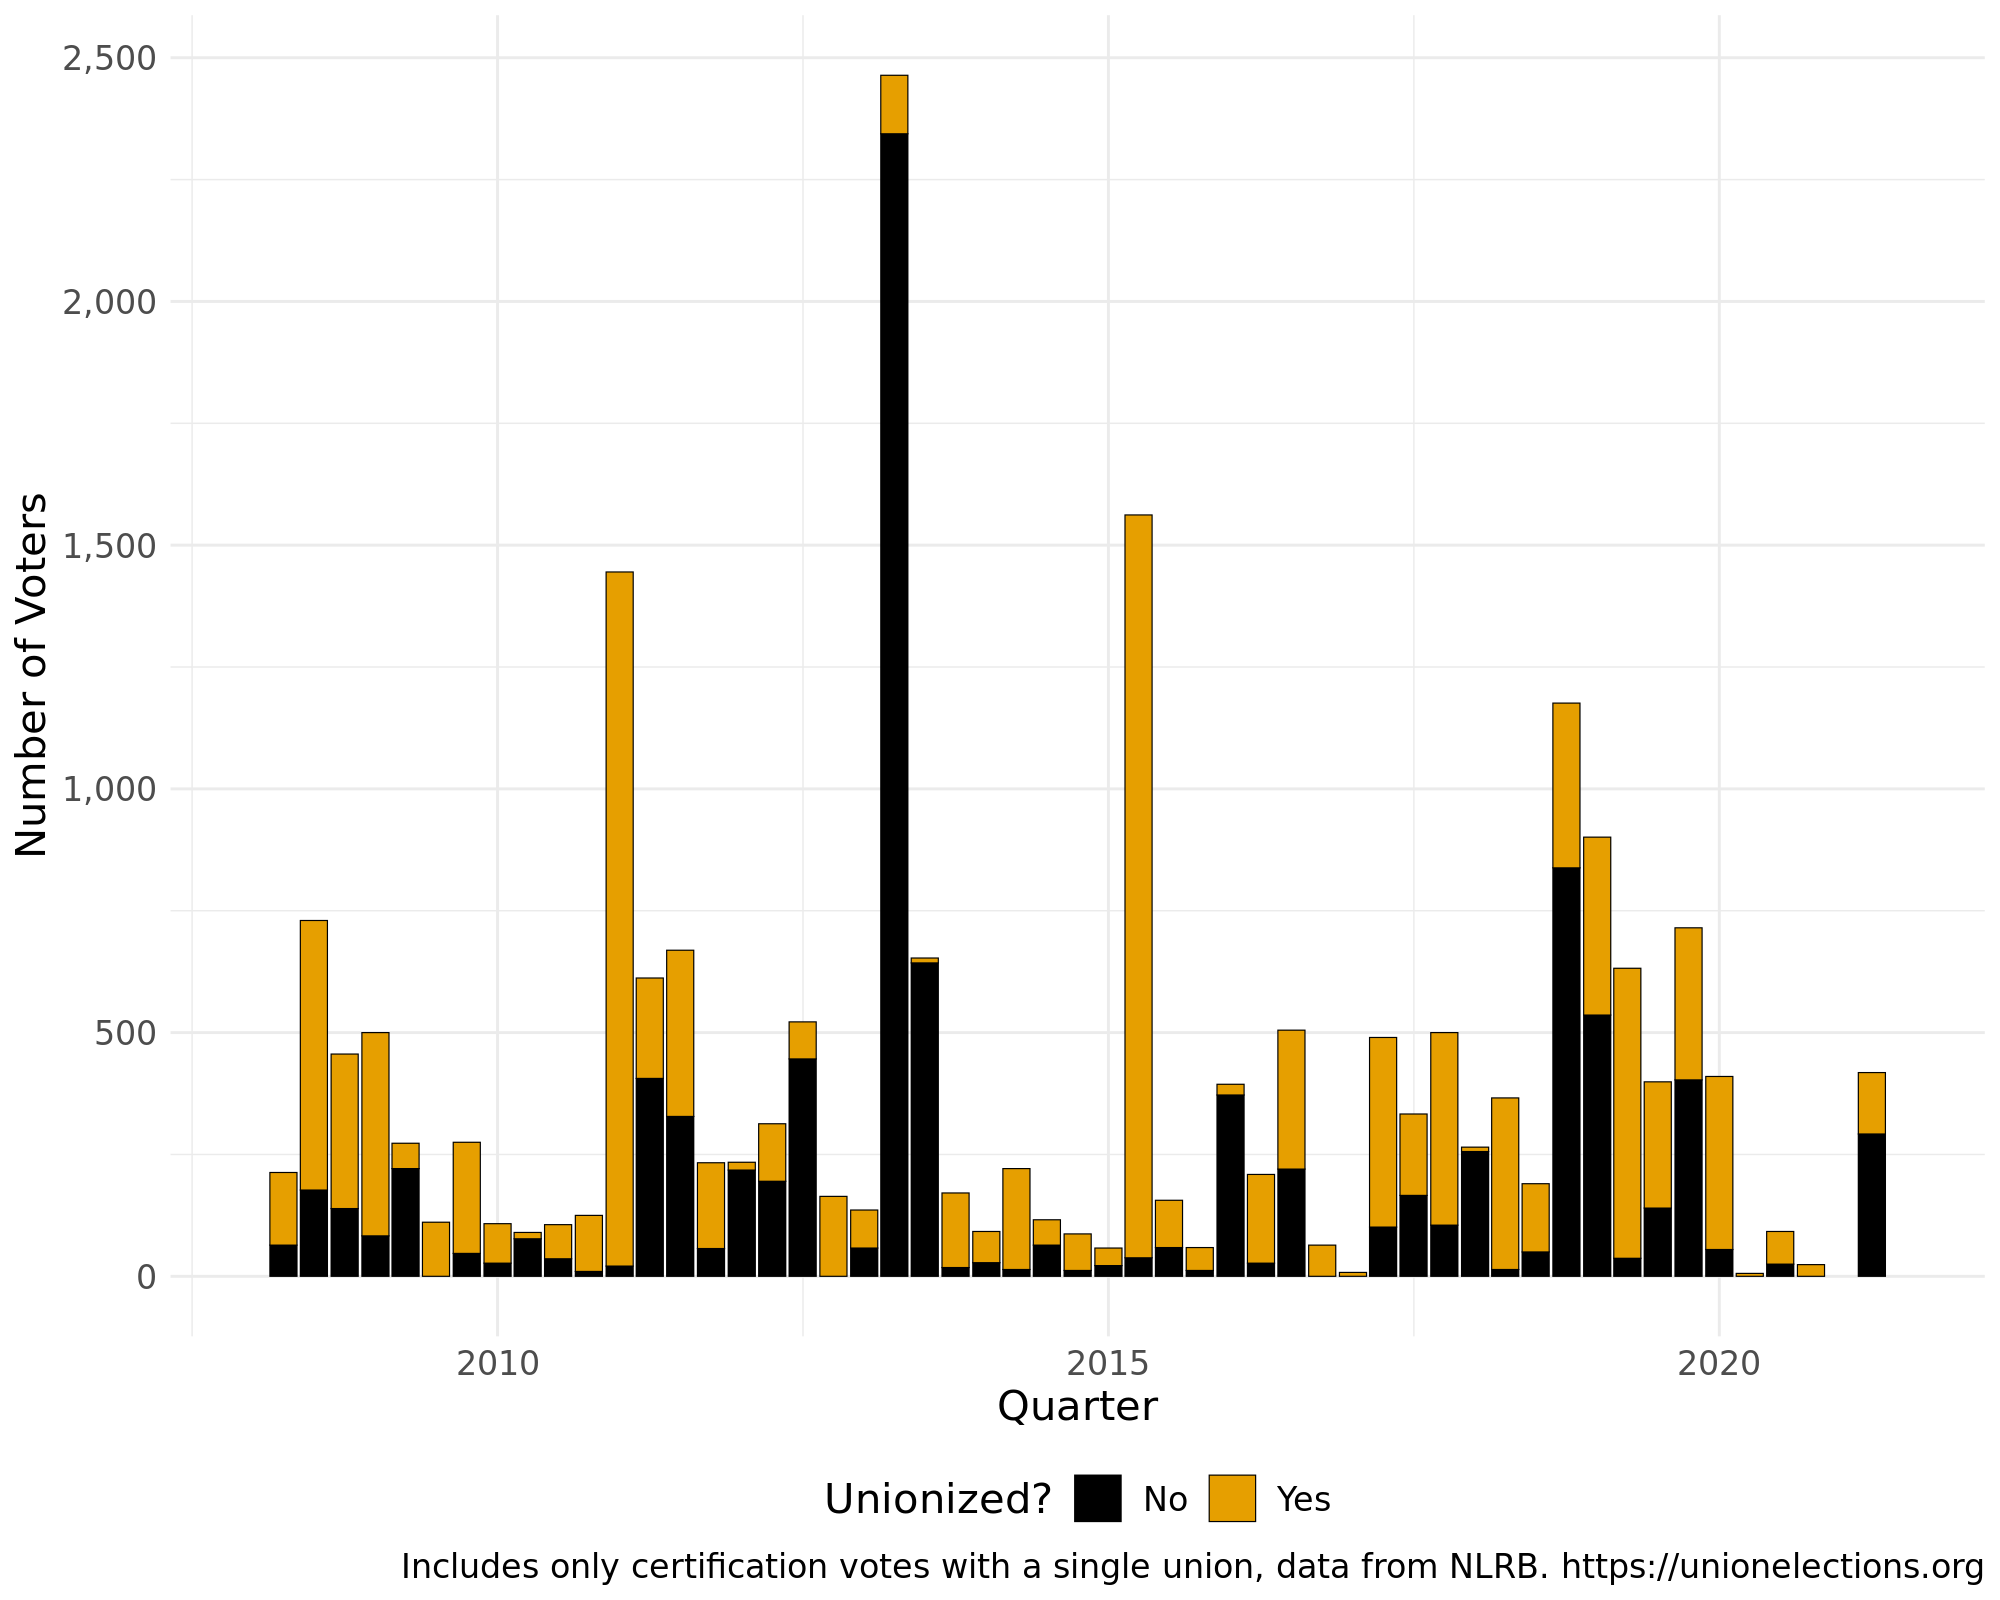 2,500
2,000
1,500
1,000
500
0
Number of Voters
2010 2015 2020
Quarter
Unionized? No Yes
Includes only certification votes with a single union, data from NLRB. https://unionelections.org